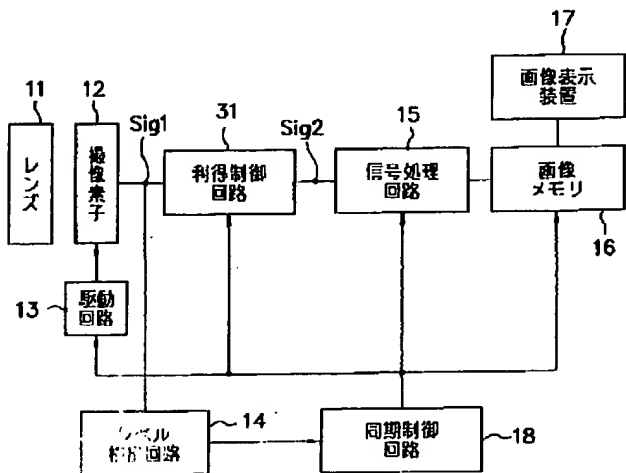 17
画像表示
装置
11
12
Sig1
31
Sig2
15
レンズ
撮像素子
利得制御
回路
信号処理
回路
画像
メモリ
16
13
駆動
回路
14
回路
同期制御
回路
18